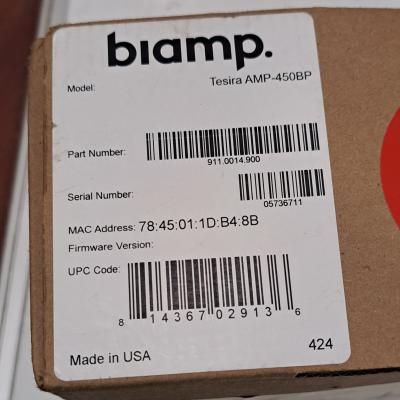 biamp.
Model: Tesira AMP-450BP
Part Number:
911.0014.900
Serial Number:
05736711
MAC Address: 78:45:01:1D:B4:8B
Firmware Version:
UPC Code:
8 14367 02913 6
Made in USA 424